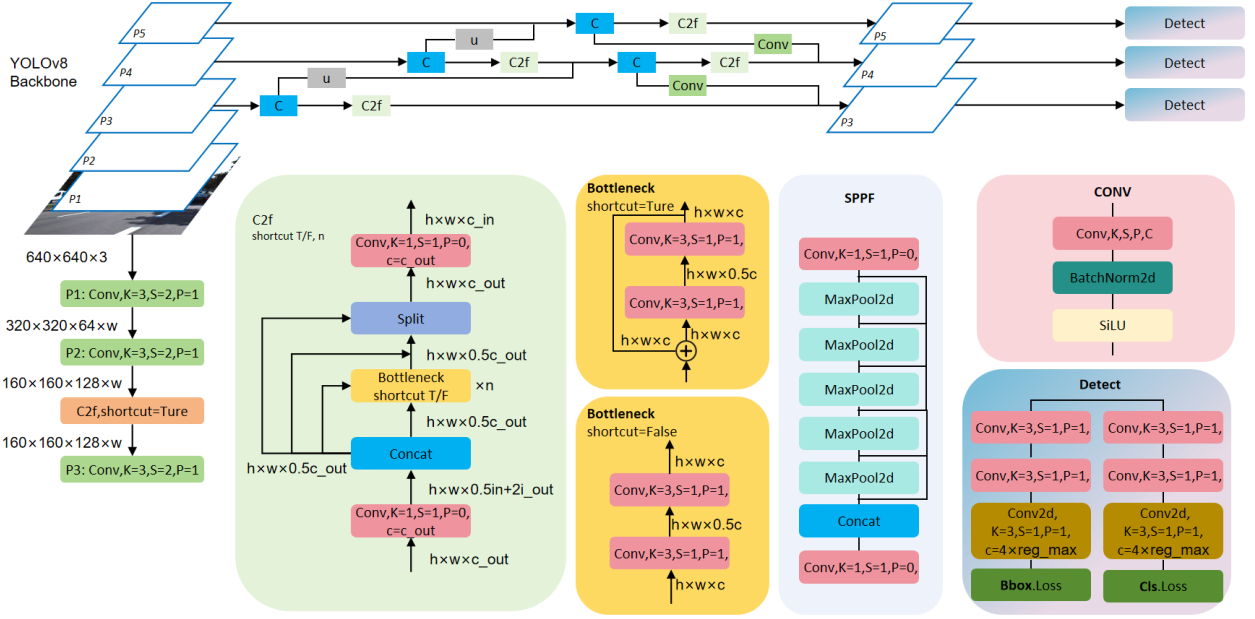 YOLOv8
Backbone
P5
P4
P3
P2
P1
C
C2f
u
Conv
C
C2f
C
C2f
u
Conv
C
C2f
P5
P4
P3
Detect
Detect
Detect
640×640×3
P1: Conv,K=3,S=2,P=1
320×320×64×w
P2: Conv,K=3,S=2,P=1
160×160×128×w
C2f,shortcut=Ture
160×160×128×w
P3: Conv,K=3,S=2,P=1
C2f
shortcut T/F, n
h×w×c_in
Conv,K=1,S=1,P=0,
c=c_out
h×w×c_out
Split
h×w×0.5c_out
Bottleneck
shortcut T/F
×n
h×w×0.5c_out
Concat
h×w×0.5c_out
h×w×0.5in+2i_out
Conv,K=1,S=1,P=0,
c=c_out
h×w×c_out
Bottleneck
shortcut=Ture
h×w×c
Conv,K=3,S=1,P=1,
h×w×0.5c
Conv,K=3,S=1,P=1,
h×w×c
h×w×c
Bottleneck
shortcut=False
h×w×c
Conv,K=3,S=1,P=1,
h×w×0.5c
Conv,K=3,S=1,P=1,
h×w×c
SPPF
Conv,K=1,S=1,P=0,
MaxPool2d
MaxPool2d
MaxPool2d
MaxPool2d
MaxPool2d
Concat
Conv,K=1,S=1,P=0,
CONV
Conv,K,S,P,C
BatchNorm2d
SiLU
Detect
Conv,K=3,S=1,P=1,
Conv,K=3,S=1,P=1,
Conv2d,
K=3,S=1,P=1,
c=4×reg_max
Bbox.Loss
Conv,K=3,S=1,P=1,
Conv,K=3,S=1,P=1,
Conv2d,
K=3,S=1,P=1,
c=4×reg_max
Cls.Loss